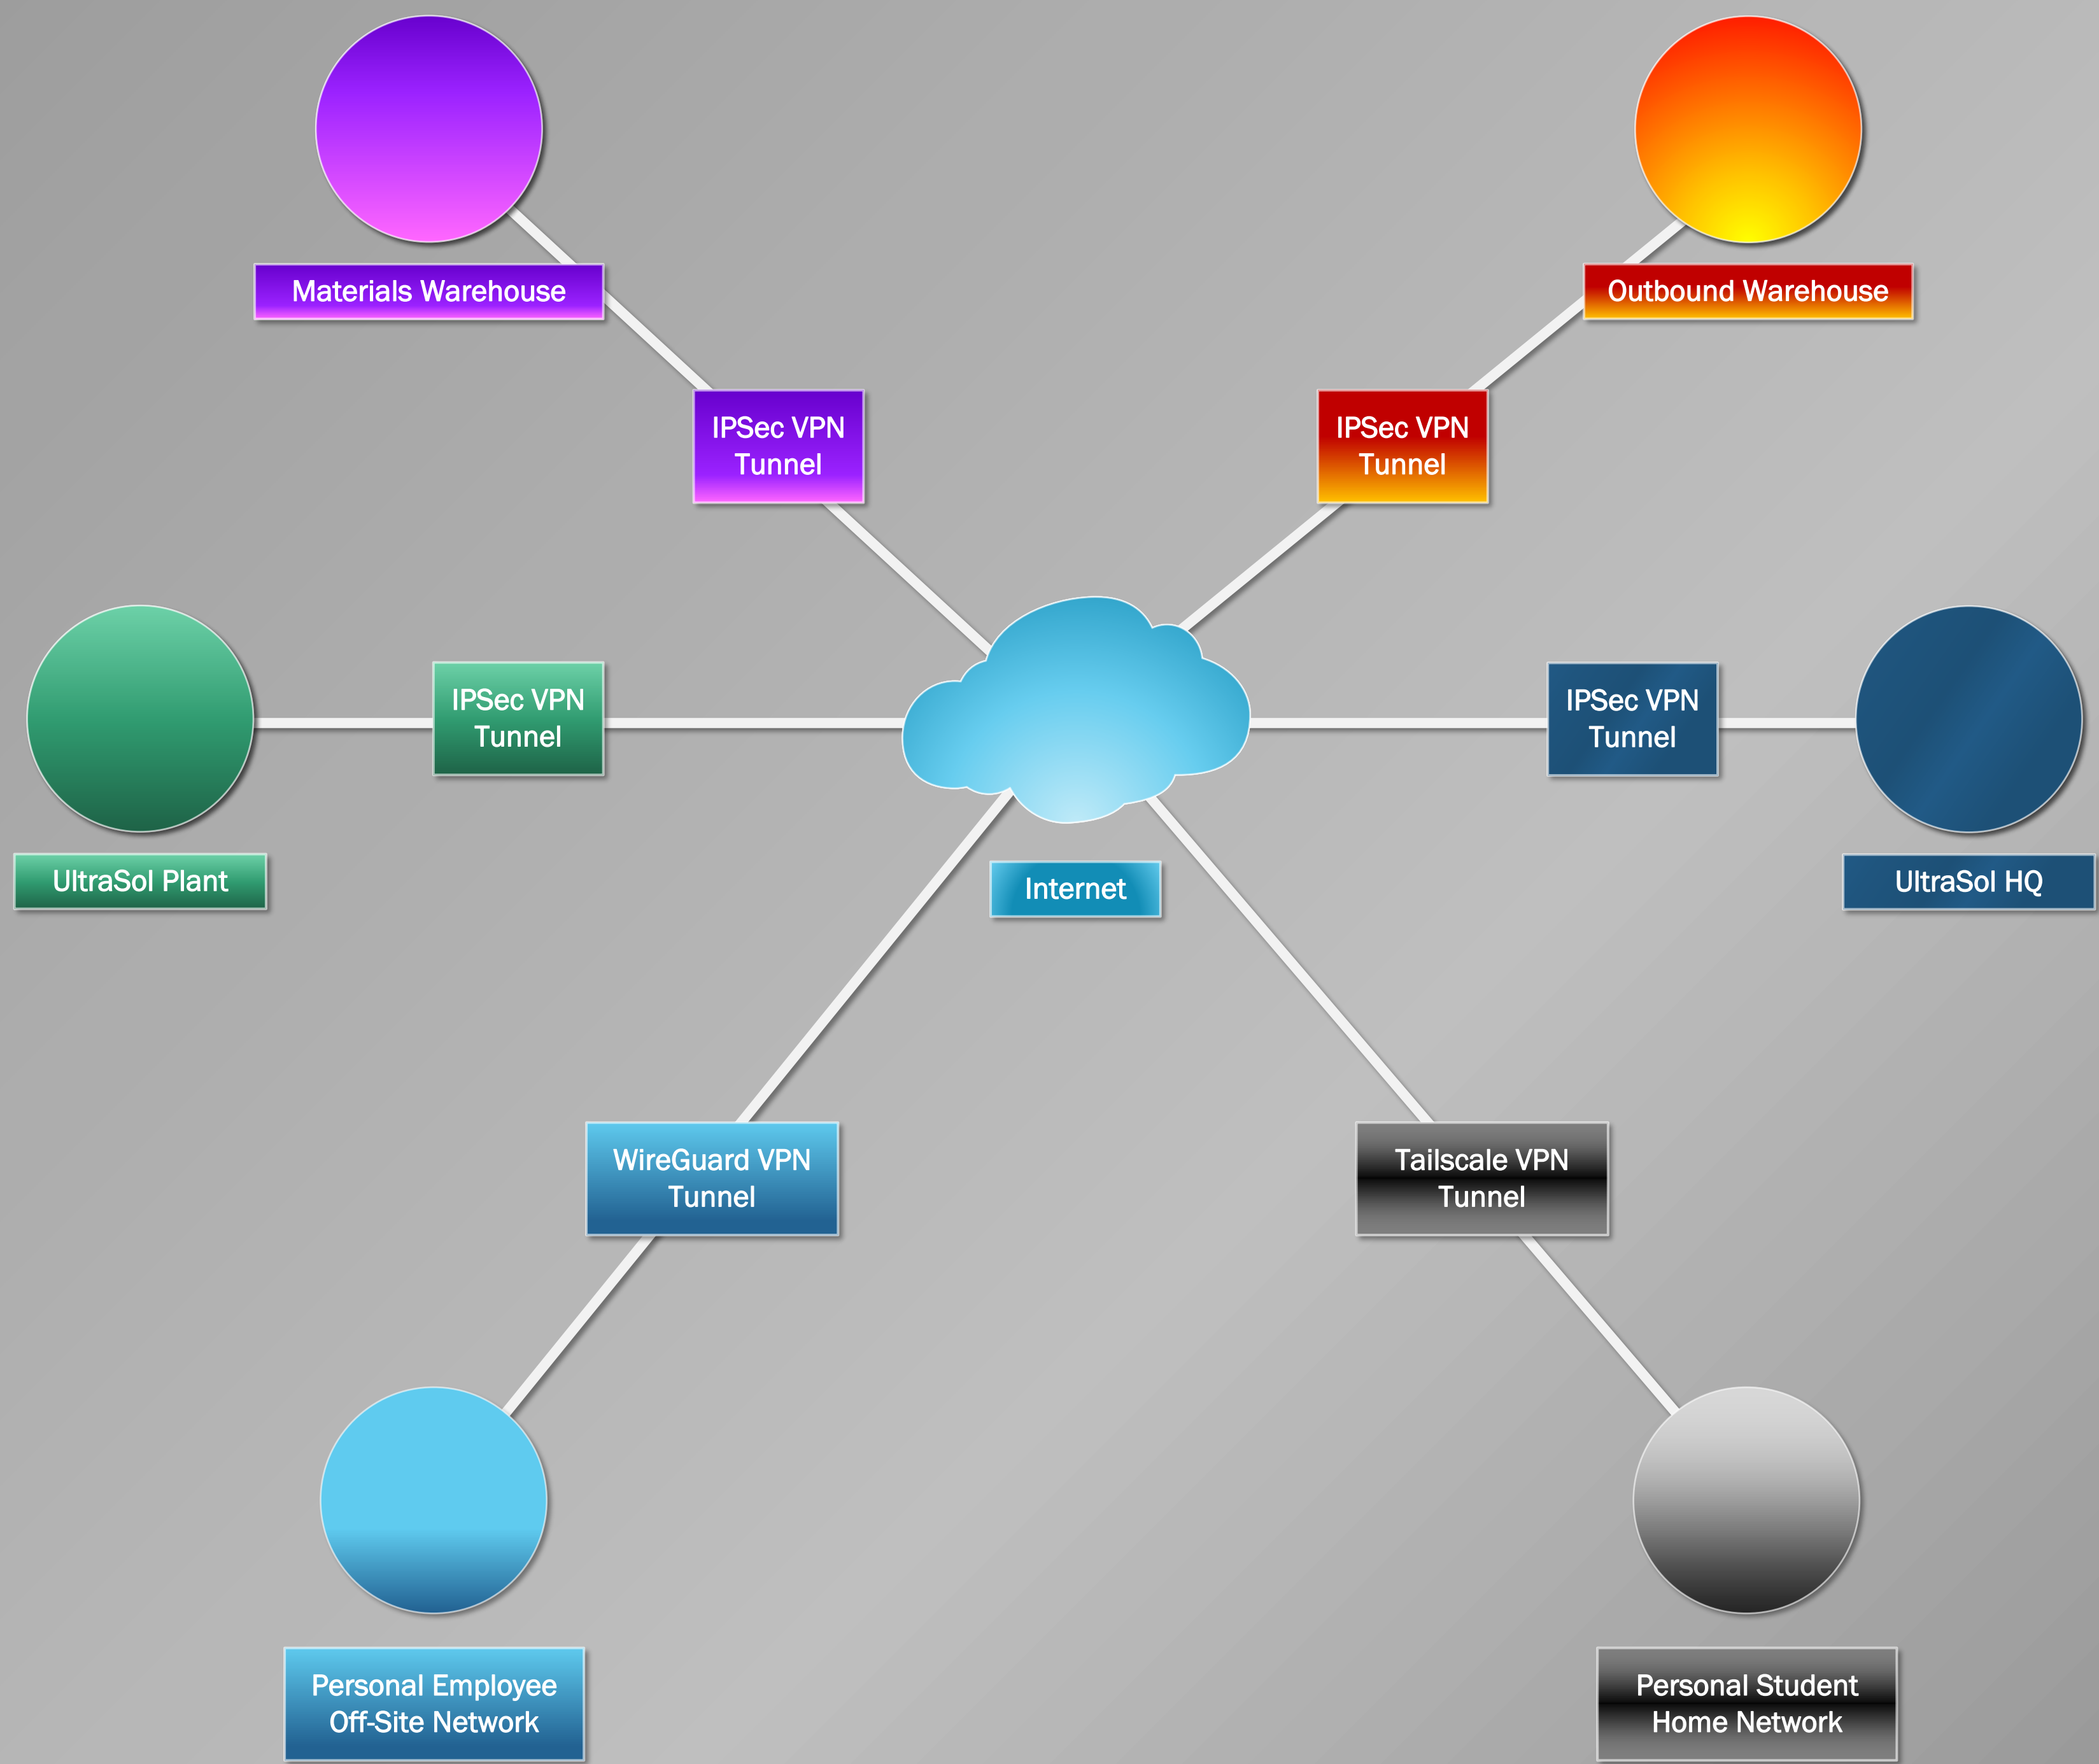 Materials Warehouse
Outbound Warehouse
IPSec VPN
Tunnel
IPSec VPN
Tunnel
IPSec VPN
Tunnel
IPSec VPN
Tunnel
UltraSol Plant
Internet
UltraSol HQ
WireGuard VPN
Tunnel
Tailscale VPN
Tunnel
Personal Employee
Off-Site Network
Personal Student
Home Network